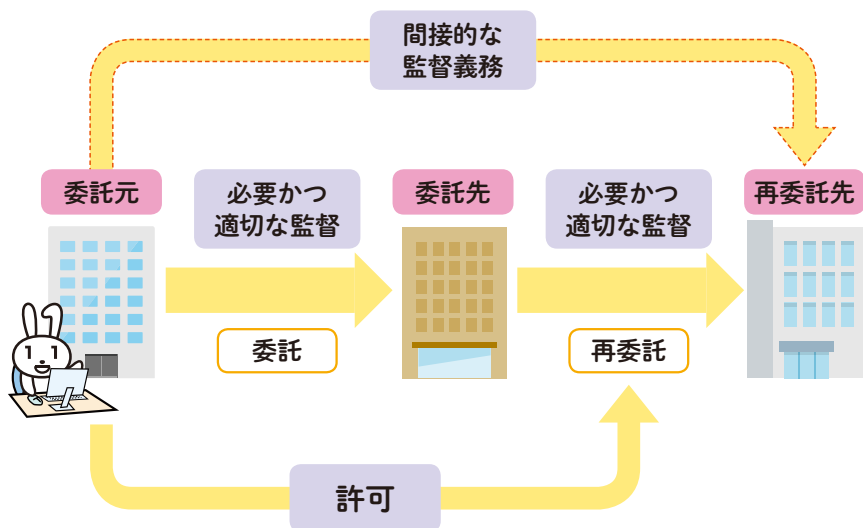 間接的な
監督義務
委託元
必要かつ
適切な監督
委託先
必要かつ
適切な監督
再委託先
委託
再委託
許可